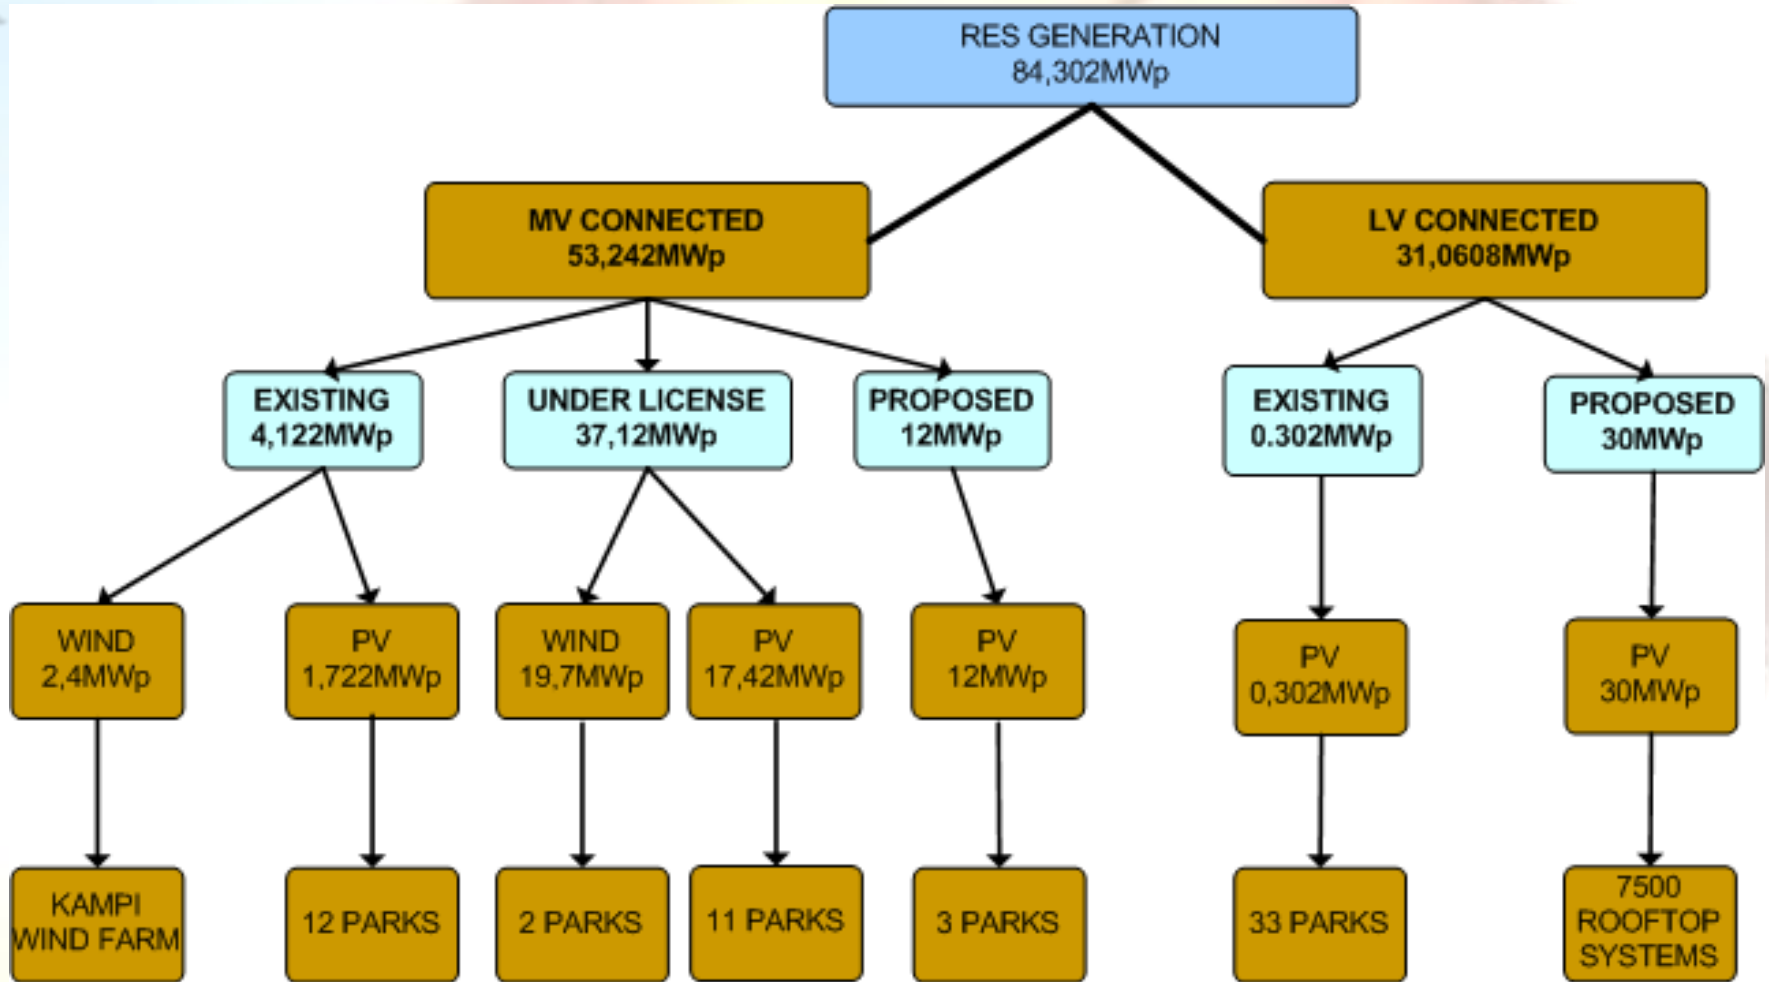 RES GENERATION
84,302MWp
MV CONNECTED
53,242MWp
LV CONNECTED
31,0608MWp
EXISTING
4,122MWp
UNDER LICENSE
37,12MWp
PROPOSED
12MWp
EXISTING
0.302MWp
PROPOSED
30MWp
WIND
2,4MWp
PV
1,722MWp
WIND
19,7MWp
PV
17,42MWp
PV
12MWp
PV
0,302MWp
PV
30MWp
KAMPI
WIND FARM
12 PARKS
2 PARKS
11 PARKS
3 PARKS
33 PARKS
7500
ROOFTOP
SYSTEMS